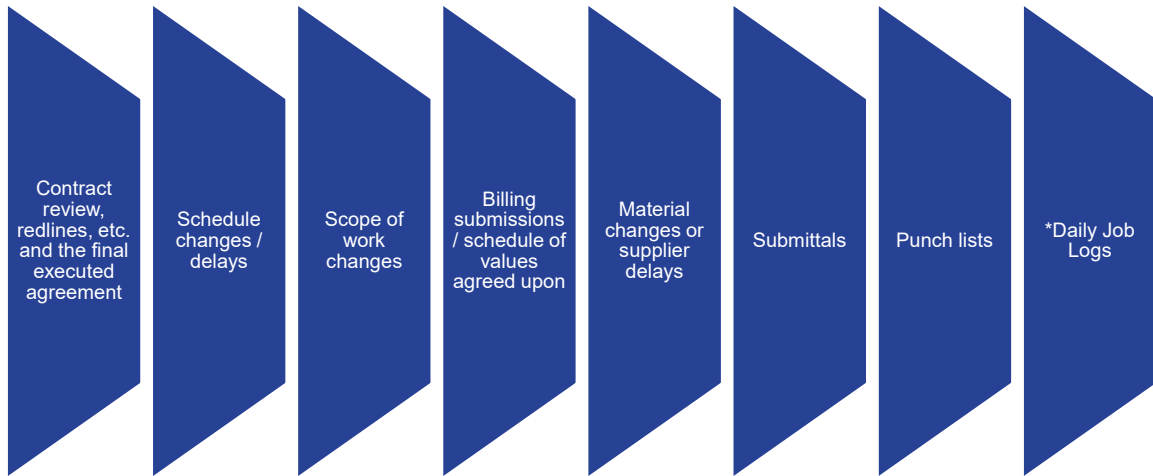 Contract
review,
redlines, etc.
and the final
executed
agreement
Schedule
changes /
delays
Scope of
work
changes
Billing
submissions
/ schedule of
values
agreed upon
Material
changes or
supplier
delays
Submittals
Punch lists
*Daily Job
Logs